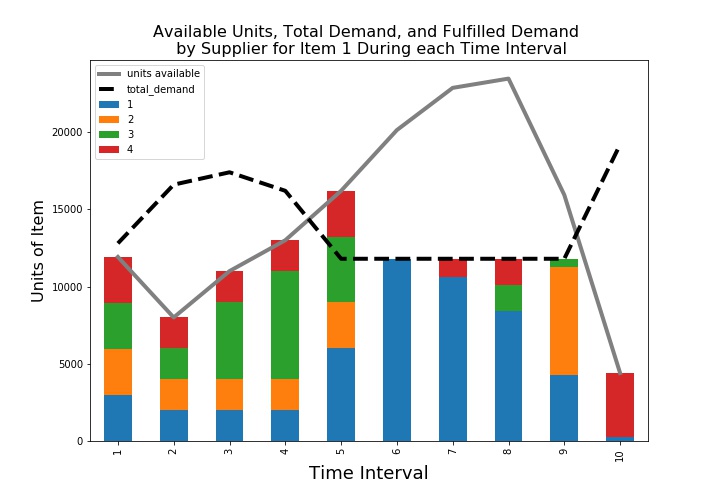 Available Units, Total Demand, and Fulfilled Demand
by Supplier for Item 1 During each Time Interval
units available
total_demand
1
2
3
4
Units of Item
20000
15000
10000
5000
0
1 2 3 4 5 6 7 8 9 10
Time Interval